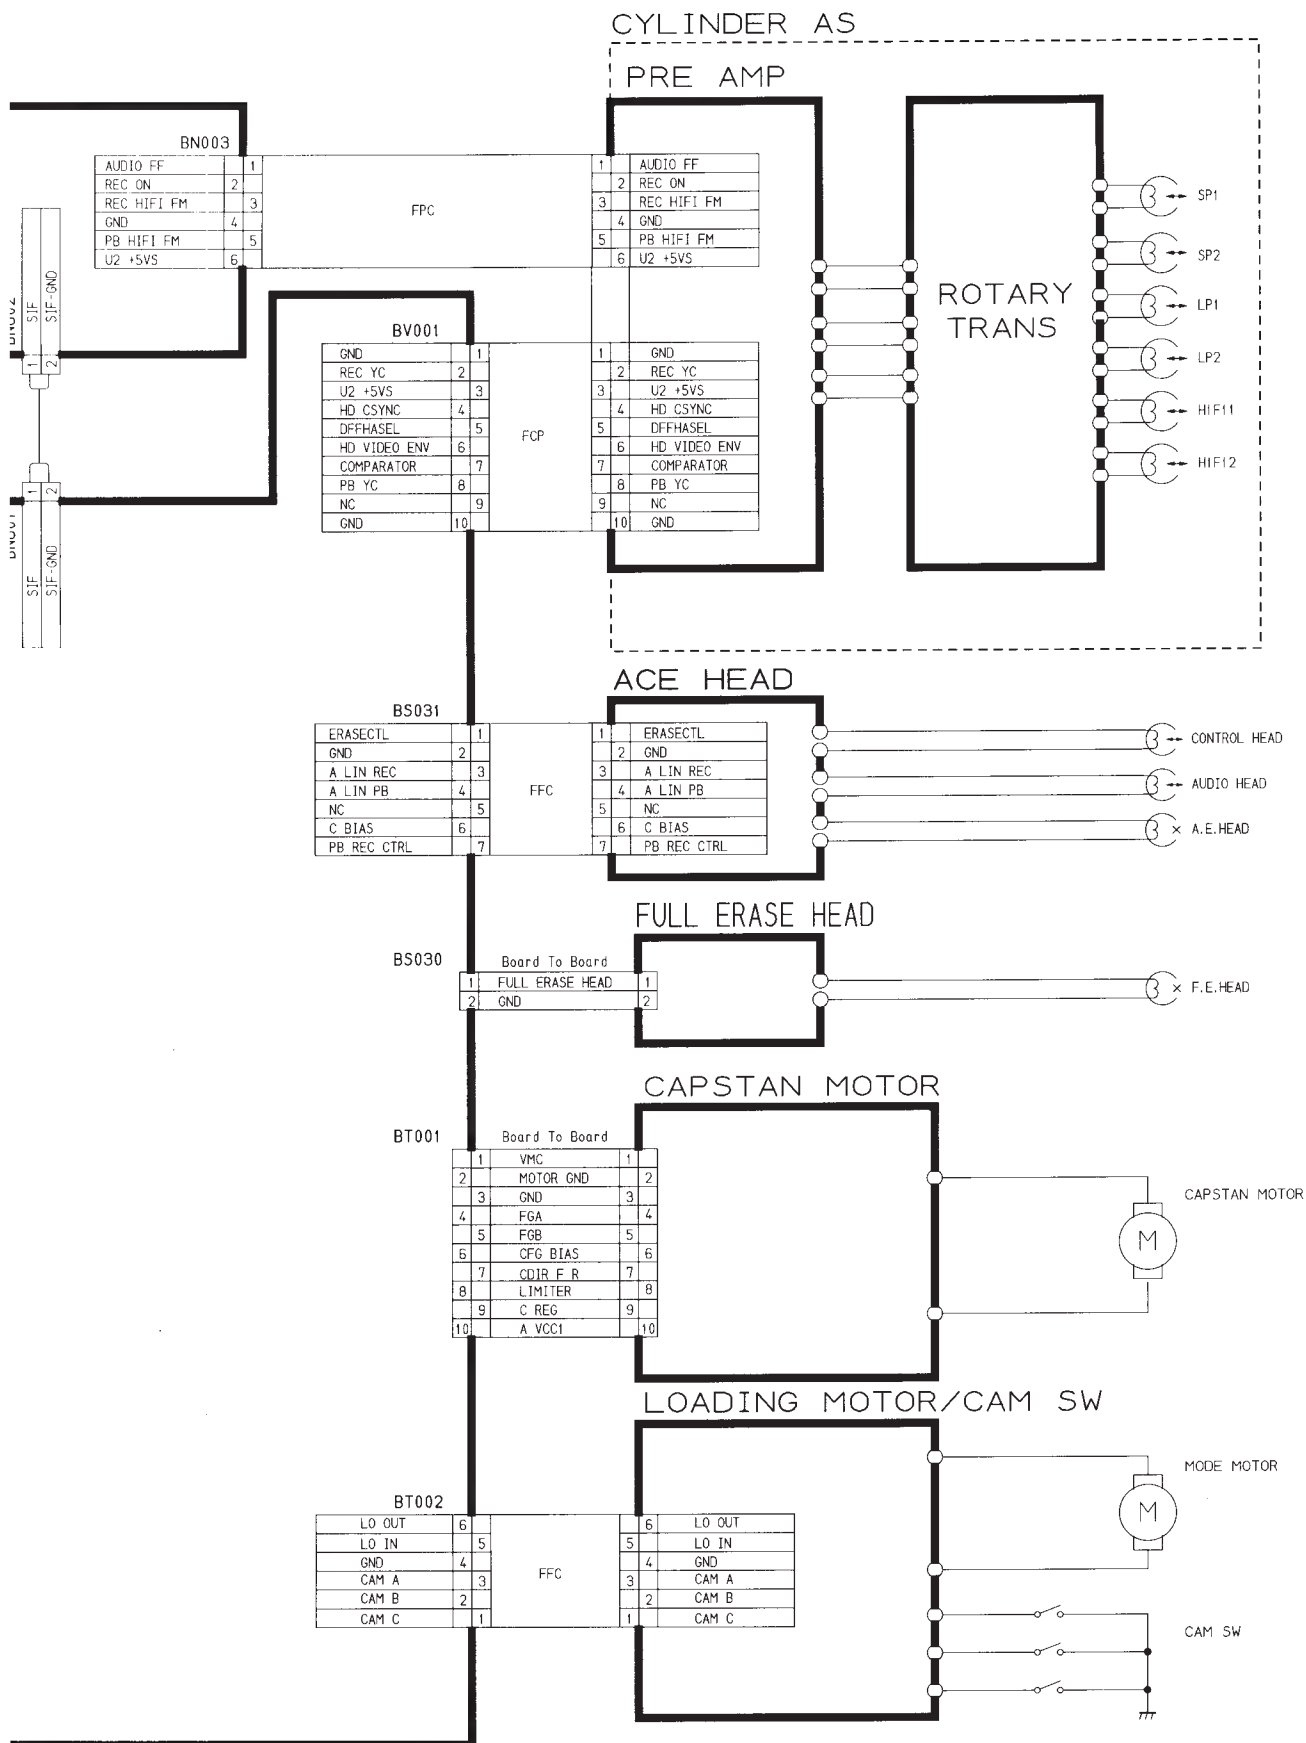 CYLINDER AS
PRE AMP
BN003
AUDIO FF 1
REC ON 2
REC HIFI FM 3
GND 4
PB HIFI FM 5
U2 +5VS 6
FPC
1 AUDIO FF
2 REC ON
3 REC HIFI FM
4 GND
5 PB HIFI FM
6 U2 +5VS
ROTARY
TRANS
SP1
SP2
LP1
LP2
HIFI1
HIFI2
SIF
SIF-GND
1
2
1
2
SIF
SIF-GND
BV001
GND 1
REC YC 2
U2 +5VS 3
HD CSYNC 4
DFFHASEL 5
HD VIDEO ENV 6
COMPARATOR 7
PB YC 8
NC 9
GND 10
FCP
1 GND
2 REC YC
3 U2 +5VS
4 HD CSYNC
5 DFFHASEL
6 HD VIDEO ENV
7 COMPARATOR
8 PB YC
9 NC
10 GND
ACE HEAD
BS031
ERASECTL 1
GND 2
A LIN REC 3
A LIN PB 4
NC 5
C BIAS 6
PB REC CTRL 7
FFC
1 ERASECTL
2 GND
3 A LIN REC
4 A LIN PB
5 NC
6 C BIAS
7 PB REC CTRL
CONTROL HEAD
AUDIO HEAD
A.E.HEAD
FULL ERASE HEAD
BS030
Board To Board
1 FULL ERASE HEAD 1
2 GND 2
F.E.HEAD
CAPSTAN MOTOR
BT001
Board To Board
1 VMC 1
2 MOTOR GND 2
3 GND 3
4 FGA 4
5 FGB 5
6 CFG BIAS 6
7 CDIR F R 7
8 LIMITER 8
9 C REG 9
10 A VCC1 10
CAPSTAN MOTOR
M
LOADING MOTOR/CAM SW
BT002
LO OUT 6
LO IN 5
GND 4
CAM A 3
CAM B 2
CAM C 1
FFC
6 LO OUT
5 LO IN
4 GND
3 CAM A
2 CAM B
1 CAM C
MODE MOTOR
M
CAM SW